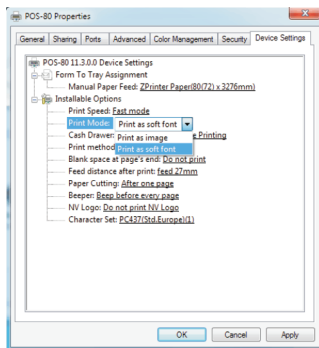 POS-80 Properties
General Sharing Ports Advanced Color Management Security Device Settings
POS-80 11.3.0.0 Device Settings
Form To Tray Assignment
Manual Paper Feed: ZPrinter Paper(80(72) x 3276mm)
Installable Options
Print Speed: Fast mode
Print Mode: Print as soft font
Cash Drawer: e Printing
Print as image
Print method
Print as soft font
Blank space at page's end: Do not print
Feed distance after print: feed 27mm
Paper Cutting: After one page
Beeper: Beep before every page
NV Logo: Do not print NV Logo
Character Set: PC437(Std.Europe)(1)
OK Cancel Apply